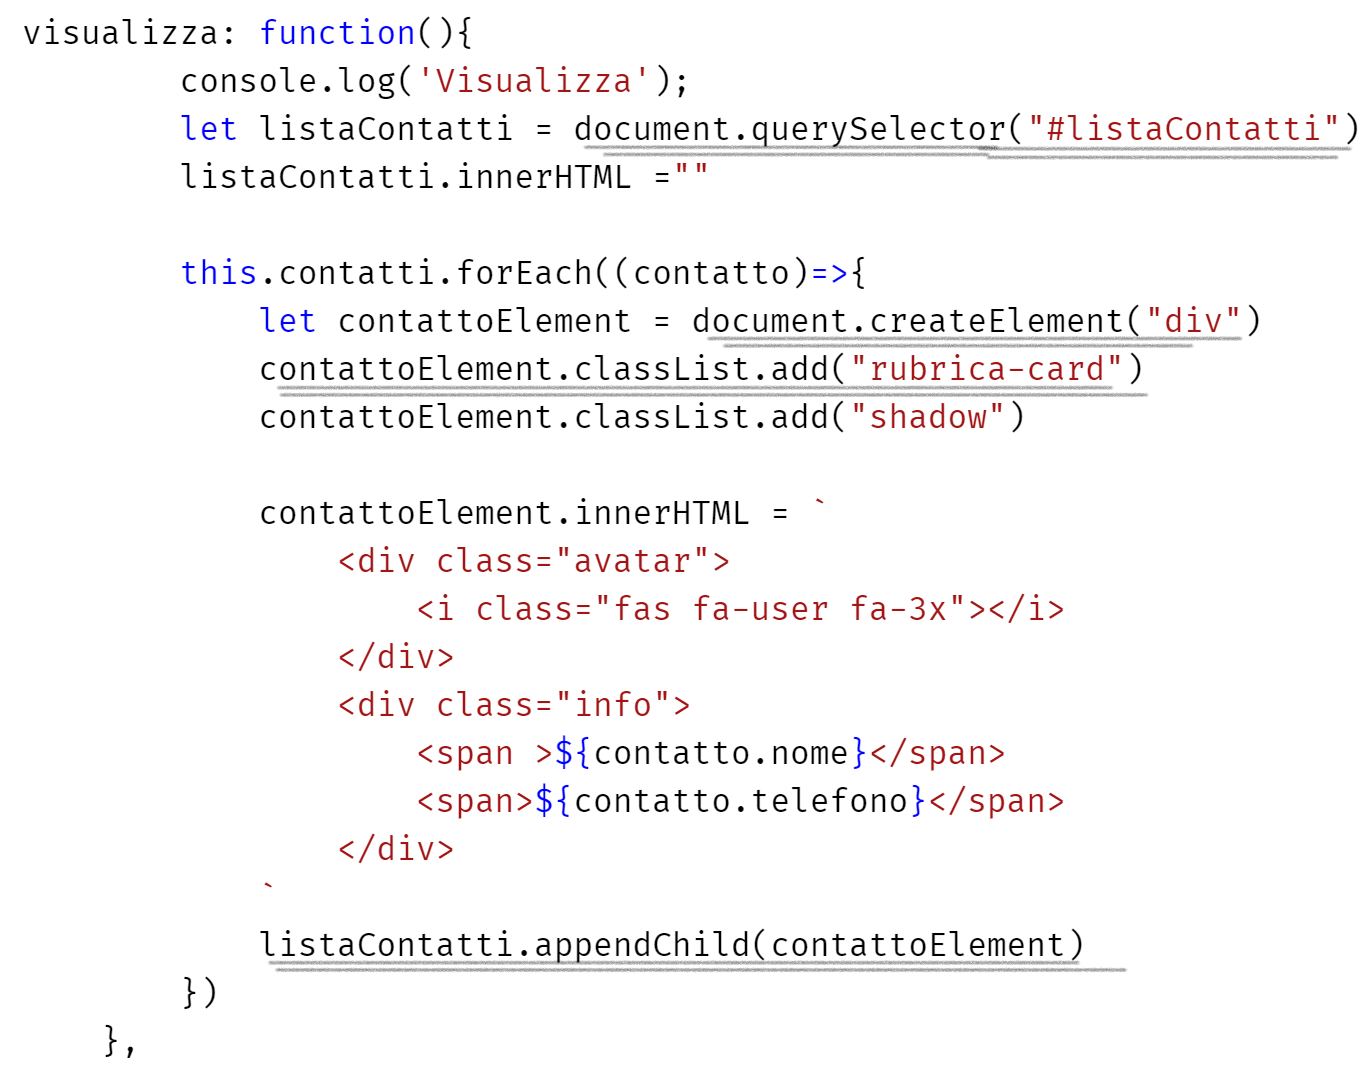 visualizza: function(){
console.log('Visualizza');
let listaContatti = document.querySelector("#listaContatti")
listaContatti.innerHTML =""
this.contatti.forEach((contatto)=>{
let contattoElement = document.createElement("div")
contattoElement.classList.add("rubrica-card")
contattoElement.classList.add("shadow")
contattoElement.innerHTML = `
<div class="avatar">
<i class="fas fa-user fa-3x"></i>
</div>
<div class="info">
<span >${contatto.nome}</span>
<span>${contatto.telefono}</span>
</div>
`
listaContatti.appendChild(contattoElement)
})
},